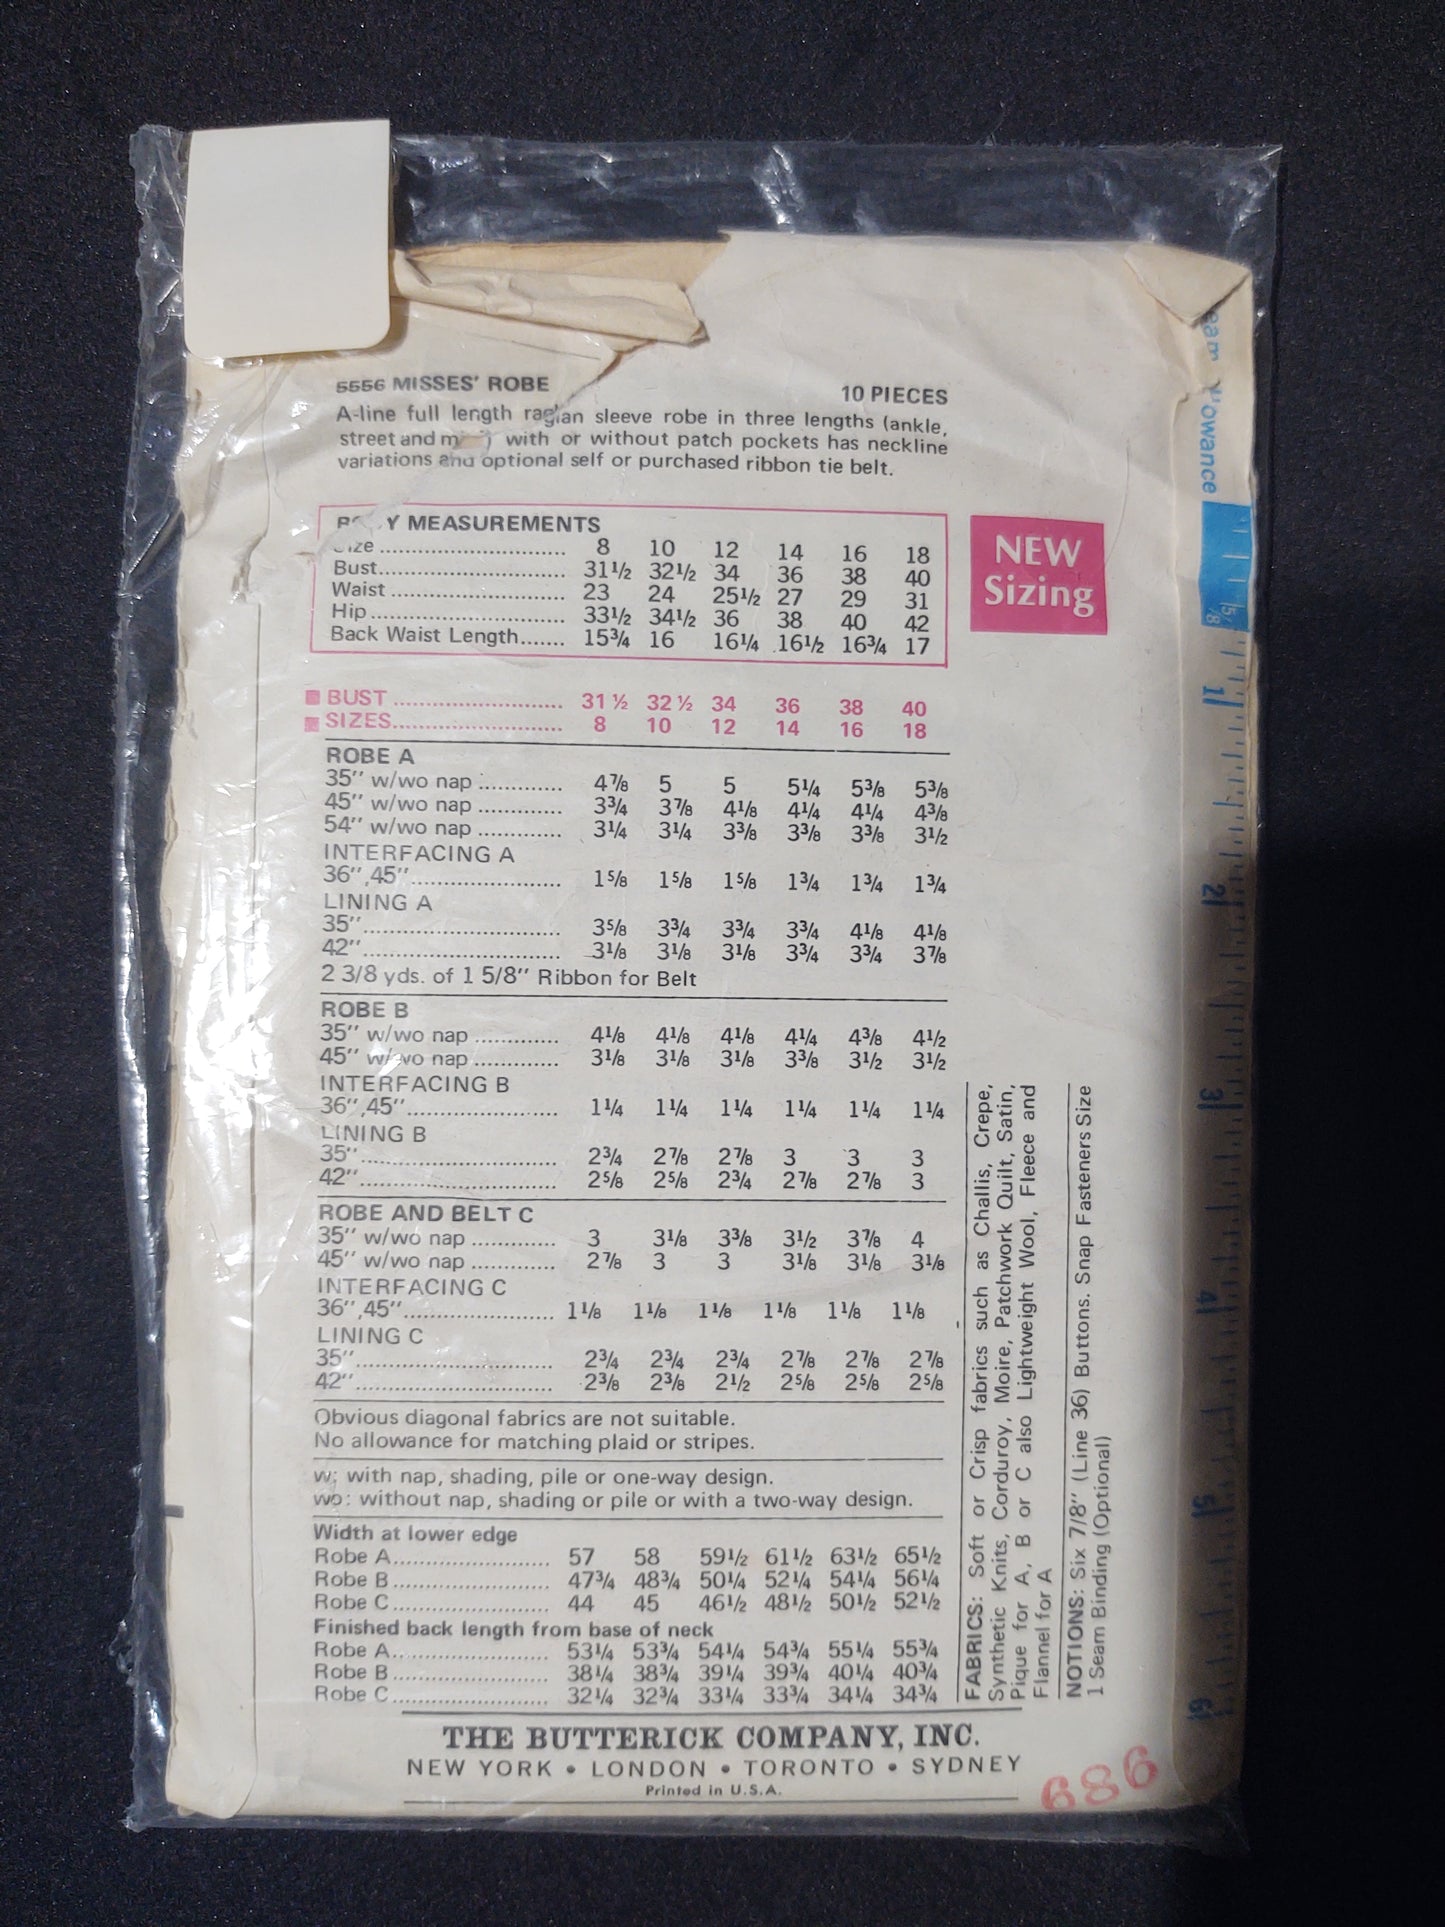 5556 MISSES' ROBE 10 PIECES
A-line full length raglan sleeve robe in three lengths (ankle,
street and with or without patch pockets has neckline
variations and optional self or purchased ribbon tie belt.
BODY MEASUREMENTS
Size 8 10 12 14 16 18
Bust 31½ 32½ 34 36 38 40
Waist 23 24 25½ 27 29 31
Hip 33½ 34½ 36 38 40 42
Back Waist Length 15¾ 16 16¼ 16½ 16¾ 17
NEW
Sizing
BUST 31 ½ 32 ½ 34 36 38 40
SIZES 8 10 12 14 16 18
ROBE A
35" w/wo nap 4⅞ 5 5 5¼ 5⅜ 5⅜
45" w/wo nap 3¾ 3⅞ 4⅛ 4¼ 4¼ 4⅜
54" w/wo nap 3¼ 3¼ 3⅜ 3⅜ 3⅜ 3½
INTERFACING A
36",45" 1⅝ 1⅝ 1⅝ 1¾ 1¾ 1¾
LINING A
35" 3⅝ 3¾ 3¾ 3¾ 4⅛ 4⅛
42" 3⅛ 3⅛ 3⅛ 3¾ 3¾ 3⅞
2 3/8 yds. of 1 5/8" Ribbon for Belt
ROBE B
35" w/wo nap 4⅛ 4⅛ 4⅛ 4¼ 4⅜ 4½
45" w/wo nap 3⅛ 3⅛ 3⅛ 3⅜ 3½ 3½
INTERFACING B
36",45" 1¼ 1¼ 1¼ 1¼ 1¼ 1¼
LINING B
35" 2¾ 2⅞ 2⅞ 3 3 3
42" 2⅝ 2⅝ 2¾ 2⅞ 2⅞ 3
ROBE AND BELT C
35" w/wo nap 3 3⅛ 3⅜ 3½ 3⅞ 4
45" w/wo nap 2⅞ 3 3 3⅛ 3⅛ 3⅛
INTERFACING C
36",45" 1⅛ 1⅛ 1⅛ 1⅛ 1⅛ 1⅛
LINING C
35" 2¾ 2¾ 2¾ 2⅞ 2⅞ 2⅞
42" 2⅜ 2⅜ 2½ 2⅝ 2⅝ 2⅝
Obvious diagonal fabrics are not suitable.
No allowance for matching plaid or stripes.
w: with nap, shading, pile or one-way design.
wo: without nap, shading or pile or with a two-way design.
Width at lower edge
Robe A 57 58 59½ 61½ 63½ 65½
Robe B 47¾ 48¾ 50¼ 52¼ 54¼ 56¼
Robe C 44 45 46½ 48½ 50½ 52½
Finished back length from base of neck
Robe A 53¼ 53¾ 54¼ 54¾ 55¼ 55¾
Robe B 38¼ 38¾ 39¼ 39¾ 40¼ 40¾
Robe C 32¼ 32¾ 33¼ 33¾ 34¼ 34¾
FABRICS: Soft or Crisp fabrics such as Challis, Crepe,
Synthetic Knits, Corduroy, Moire, Patchwork Quilt, Satin,
Pique for A, B or C also Lightweight Wool, Fleece and
Flannel for A
NOTIONS: Six 7/8" (Line 36) Buttons. Snap Fasteners Size
1 Seam Binding (Optional)
THE BUTTERICK COMPANY, INC.
NEW YORK • LONDON • TORONTO • SYDNEY
Printed in U.S.A.
686
5/8
1
2
3
4
5
6